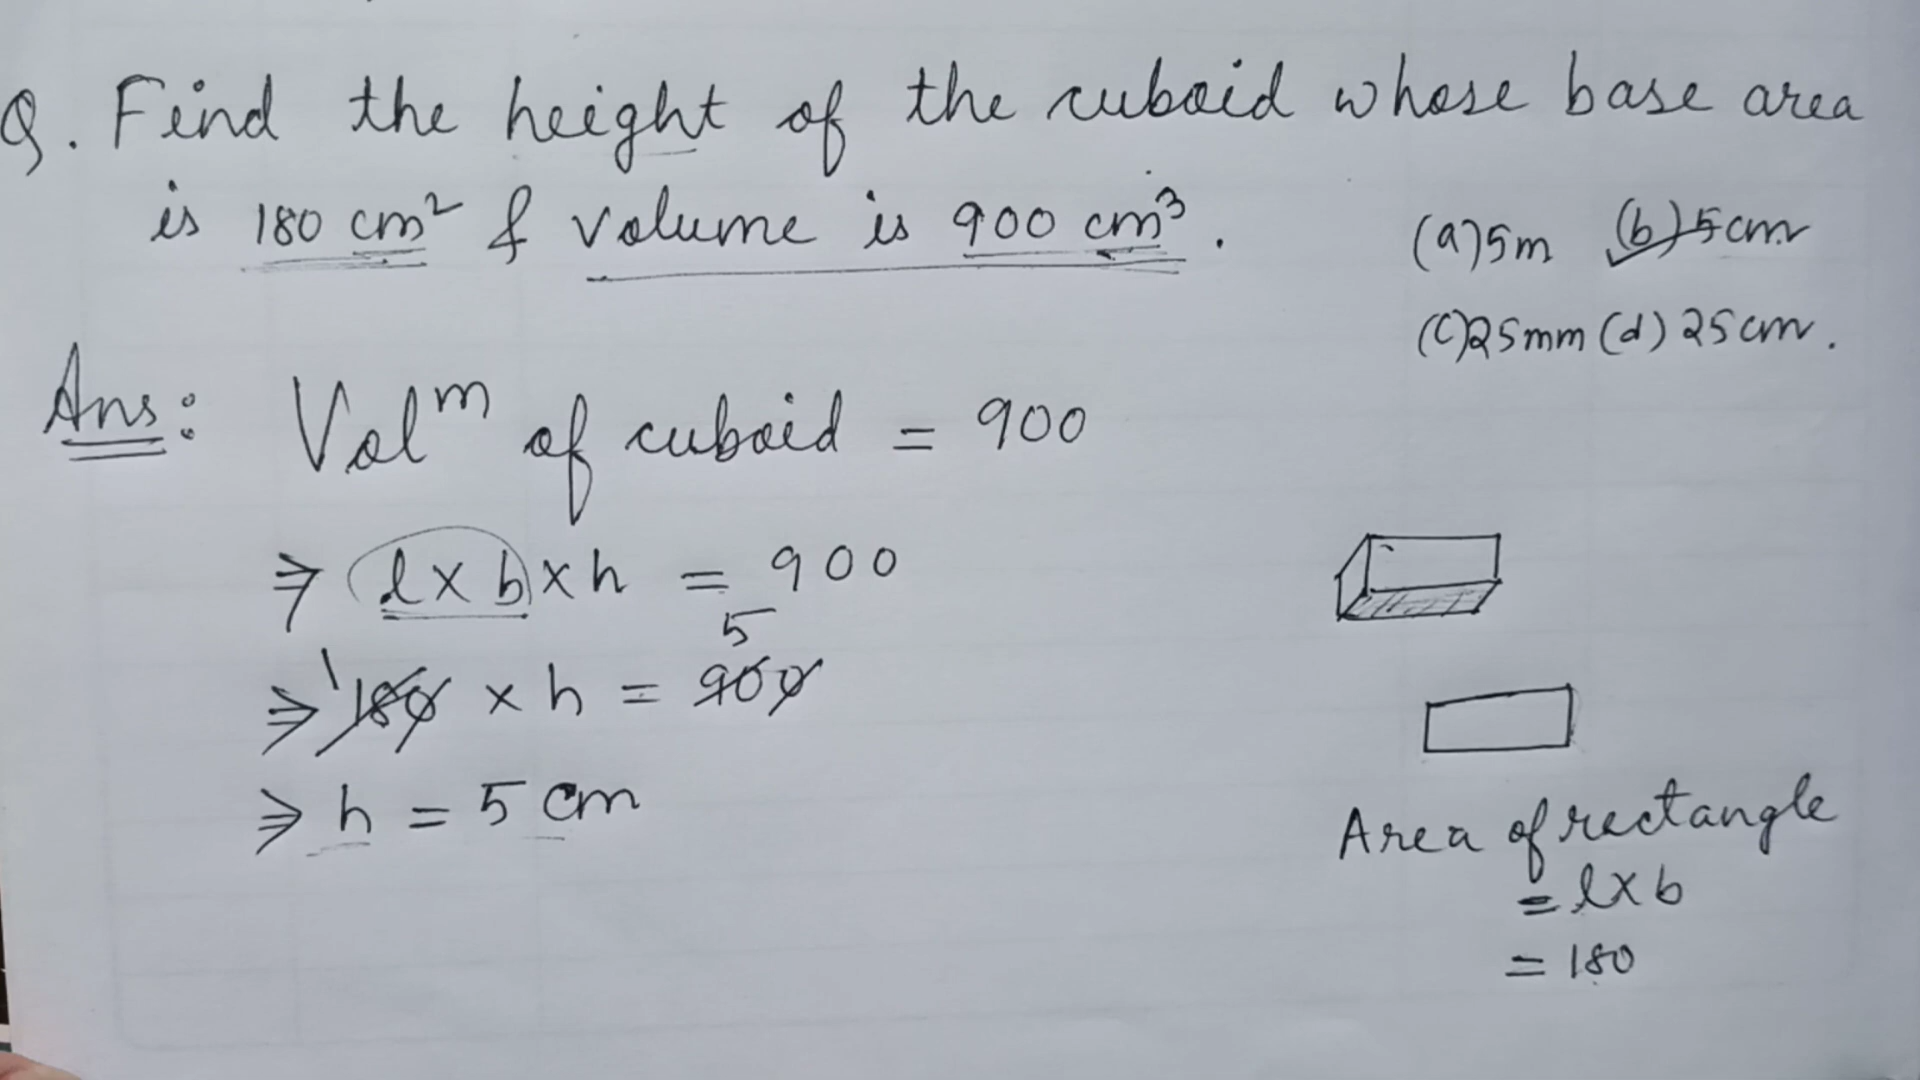 Q. Find the height of the cuboid whose base area
is 180 cm² & volume is 900 cm³.
(a) 5m (b) 5cm
(c) 25mm (d) 25cm.
Ans: Volᵐ of cuboid = 900
⇒ l x b x h = 900
5
⇒ 1 180 x h = 900
⇒ h = 5 cm
Area of rectangle
= l x b
= 180